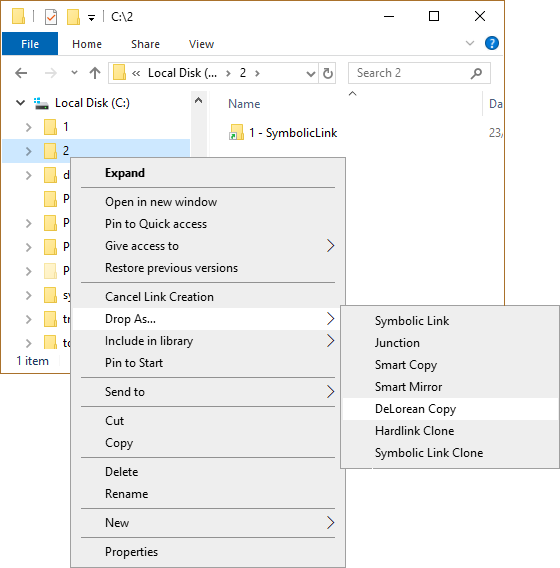 C:\2
File
Home
Share
View
Local Disk (...
2
Search 2
Local Disk (C:)
1
2
d
P
P
P
P
sy
tr
to
1 item
Name
Da
1 - SymbolicLink
23/
Expand
Open in new window
Pin to Quick access
Give access to
Restore previous versions
Cancel Link Creation
Drop As...
Include in library
Pin to Start
Send to
Cut
Copy
Delete
Rename
New
Properties
Symbolic Link
Junction
Smart Copy
Smart Mirror
DeLorean Copy
Hardlink Clone
Symbolic Link Clone